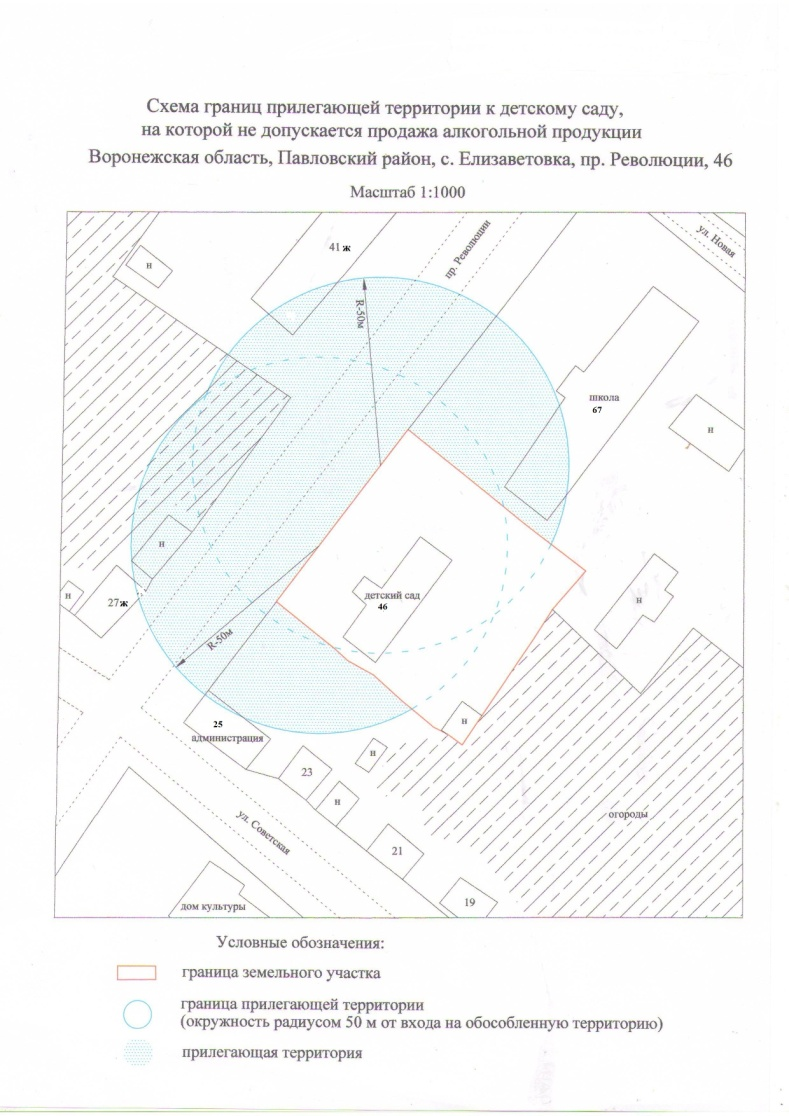 Схема границ прилегающей территории к детскому саду,
на которой не допускается продажа алкогольной продукции
Воронежская область, Павловский район, с. Елизаветовка, пр. Революции, 46
Масштаб 1:1000
ул. Новая
пр. Революции
41ж
н
R-50м
школа
67
н
н
н
27ж
детский сад
46
н
R-50м
н
25
администрация
н
23
н
огороды
ул. Советская
21
19
дом культуры
Условные обозначения:
граница земельного участка
граница прилегающей территории
(окружность радиусом 50 м от входа на обособленную территорию)
прилегающая территория